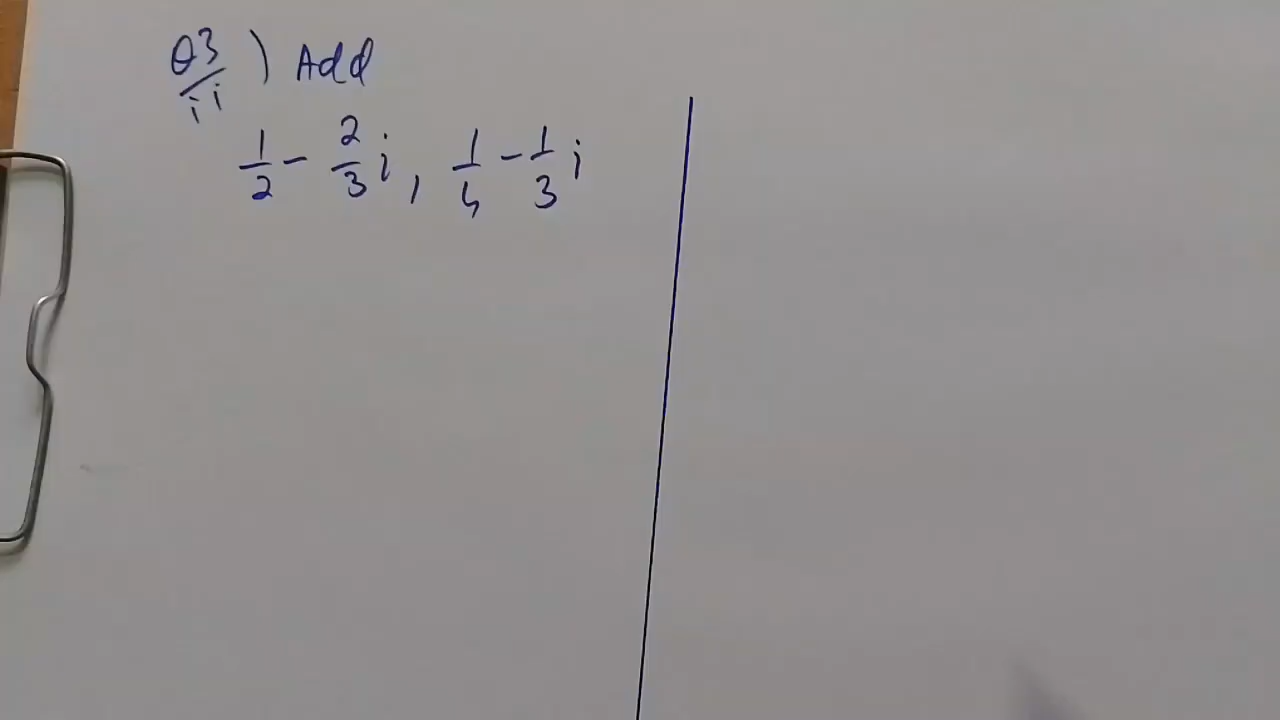 Q3/ii) Add
1/2 - 2/3 i, 1/4 - 1/3 i